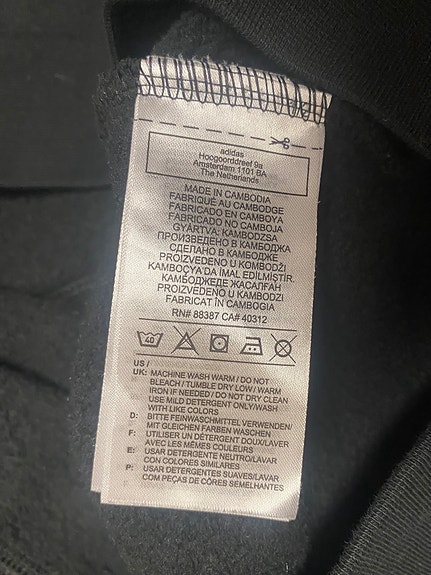 adidas
Hoogoorddreef 9a
Amsterdam 1101 BA
The Netherlands
MADE IN CAMBODIA
FABRIQUÉ AU CAMBODGE
FABRICADO EN CAMBOYA
FABRICADO NO CAMBOJA
GYÁRTVA: KAMBODZSA
ПРОИЗВЕДЕНО В КАМБОДЖА
СДЕЛАНО В КАМБОДЖЕ
PROIZVEDENO U KOMBODŽI
KAMBOÇYA'DA İMAL EDİLMİŞTİR.
КАМБОДЖЕДЕ ЖАСАЛҒАН
PROIZVEDENO U KAMBODZI
FABRICAT ÎN CAMBOGIA
RN# 88387 CA# 40312
40
US /
UK: MACHINE WASH WARM / DO NOT
BLEACH / TUMBLE DRY LOW / WARM
IRON IF NEEDED / DO NOT DRY CLEAN
USE MILD DETERGENT ONLY/WASH
WITH LIKE COLORS
D: BITTE FEINWASCHMITTEL VERWENDEN/
MIT GLEICHEN FARBEN WASCHEN
F: UTILISER UN DÉTERGENT DOUX/LAVER
AVEC LES MÊMES COULEURS
E: USAR DETERGENTE NEUTRO/LAVAR
CON COLORES SIMILARES
P: USAR DETERGENTES SUAVES/LAVAR
COM PEÇAS DE CÔRES SEMELHANTES